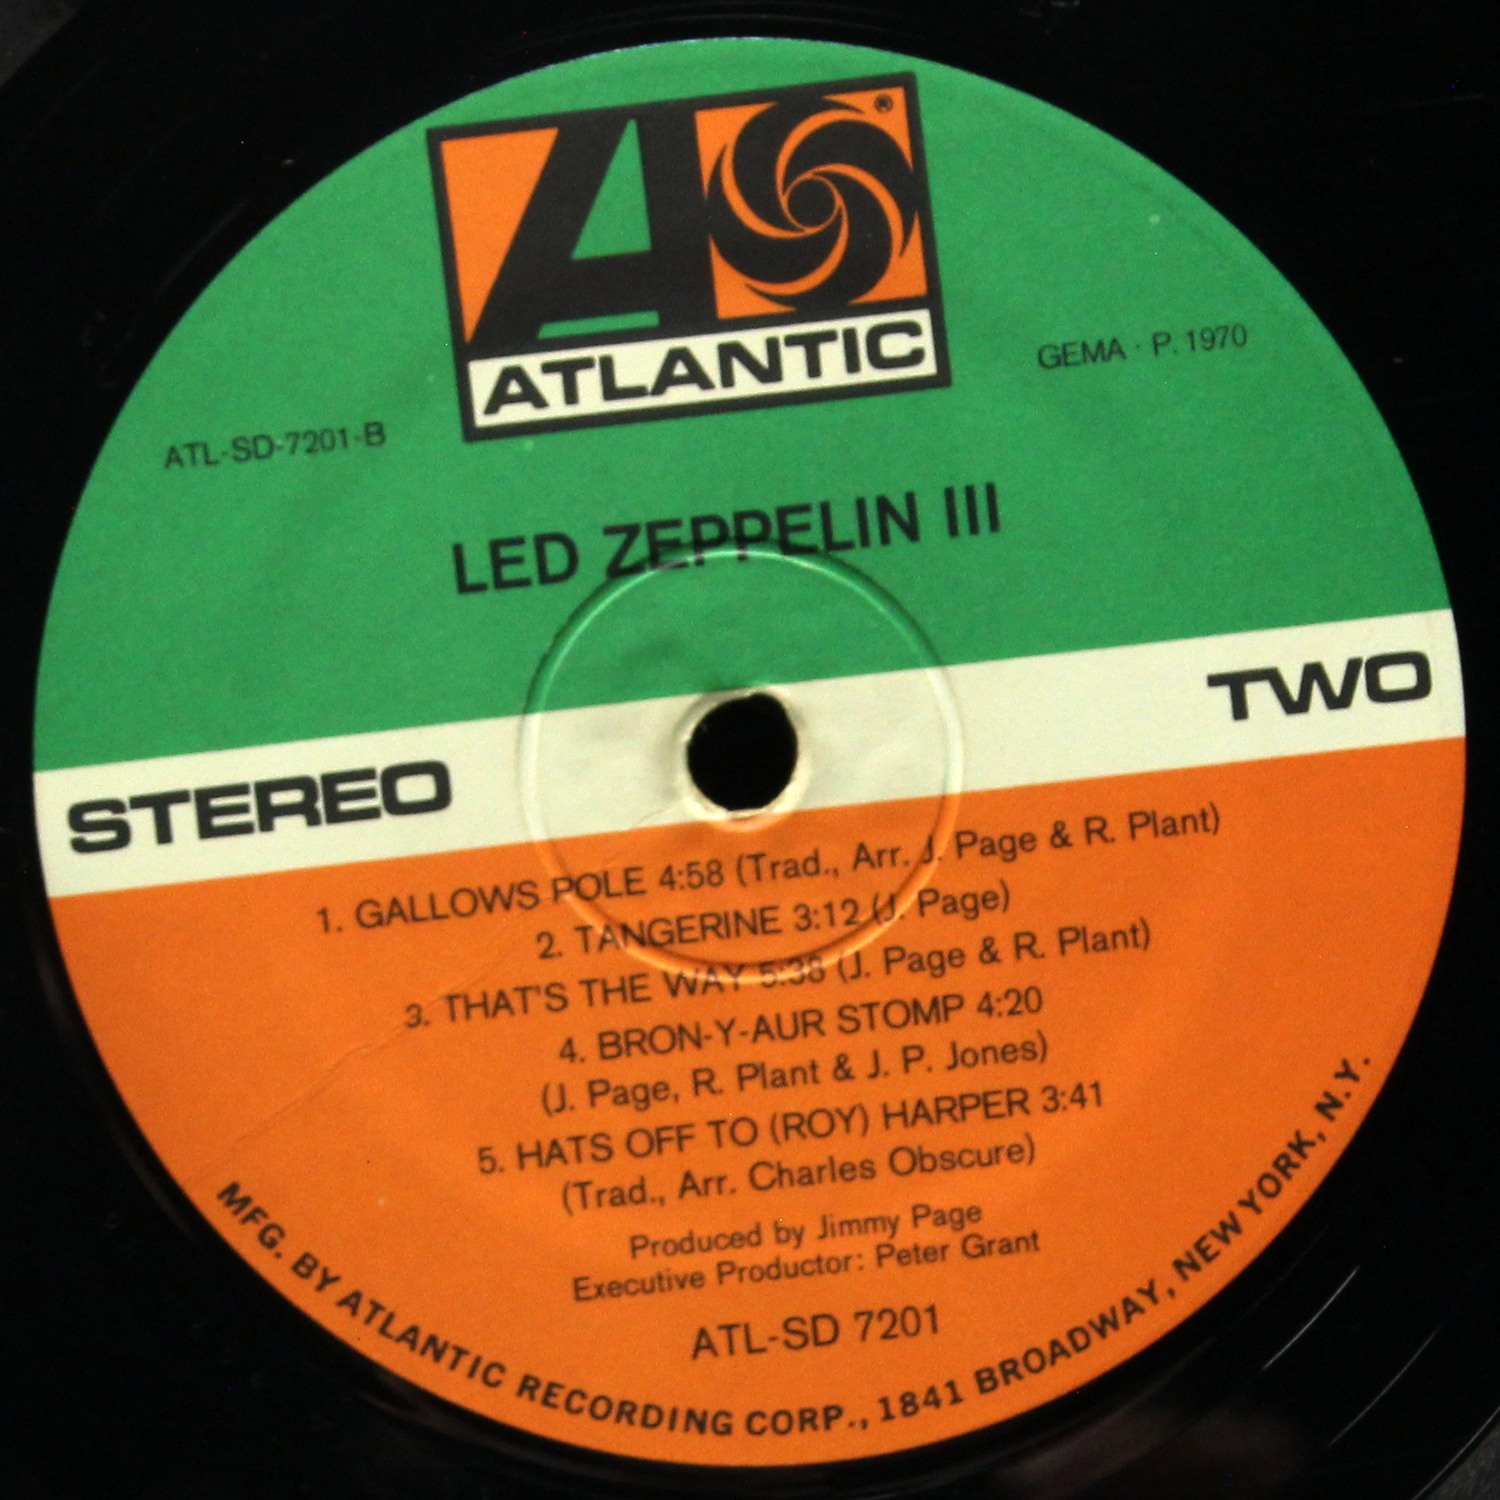 ®
ATLANTIC
GEMA · P. 1970
ATL-SD-7201-B
LED ZEPPELIN III
TWO
STEREO
1. GALLOWS POLE 4:58 (Trad., Arr. J. Page & R. Plant)
2. TANGERINE 3:12 (J. Page)
3. THAT'S THE WAY 5:38 (J. Page & R. Plant)
4. BRON-Y-AUR STOMP 4:20
(J. Page, R. Plant & J. P. Jones)
5. HATS OFF TO (ROY) HARPER 3:41
(Trad., Arr. Charles Obscure)
Produced by Jimmy Page
Executive Productor: Peter Grant
ATL-SD 7201
MFG. BY ATLANTIC RECORDING CORP., 1841 BROADWAY, NEW YORK, N.Y.